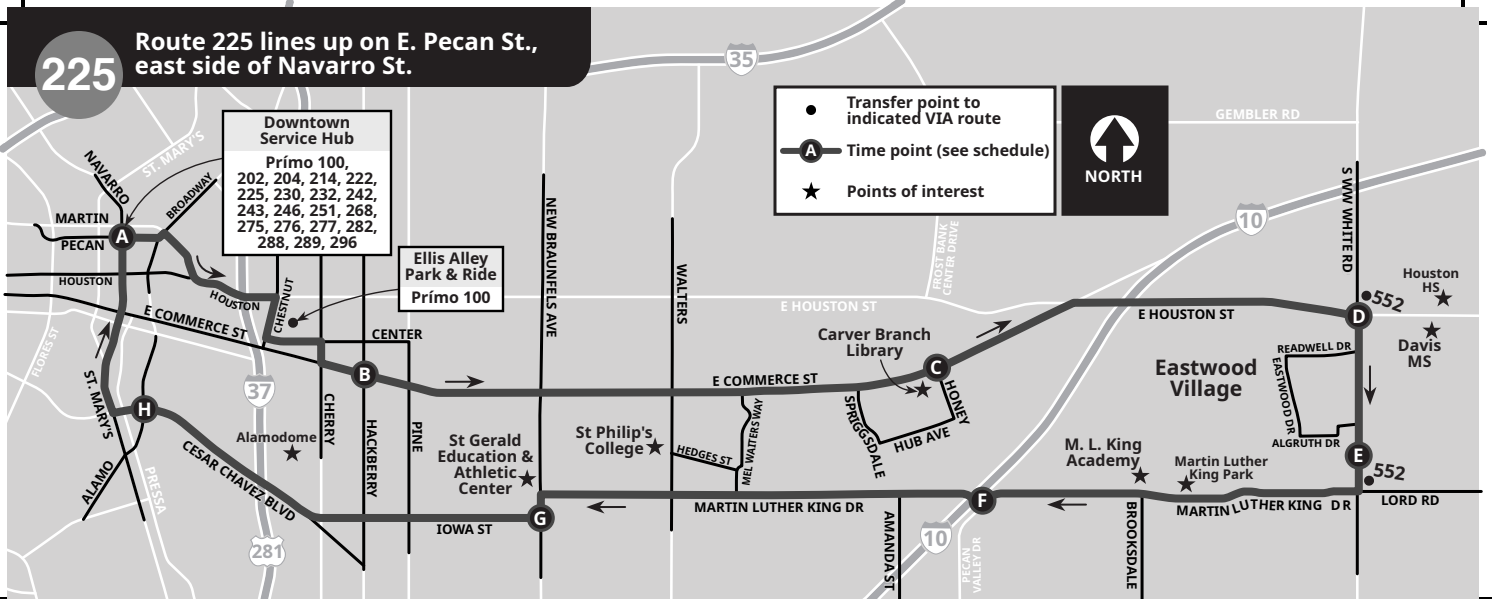 225
Route 225 lines up on E. Pecan St.,
east side of Navarro St.
35
Transfer point to
indicated VIA route
A
Time point (see schedule)
Points of interest
NORTH
GEMBLER RD
Downtown
Service Hub
Prímo 100,
202, 204, 214, 222,
225, 230, 232, 242,
243, 246, 251, 268,
275, 276, 277, 282,
288, 289, 296
Ellis Alley
Park & Ride
Prímo 100
ST. MARY'S
NAVARRO
BROADWAY
MARTIN
PECAN
A
HOUSTON
HOUSTON
CHESTNUT
E COMMERCE ST
CENTER
FLORES ST
ST. MARY'S
H
B
37
CHERRY
HACKBERRY
PINE
Alamodome
CESAR CHAVEZ BLVD
ALAMO
PRESSA
281
IOWA ST
G
NEW BRAUNFELS AVE
WALTERS
St Gerald
Education &
Athletic
Center
St Philip's
College
HEDGES ST
MEL WAITERS WAY
E COMMERCE ST
E HOUSTON ST
FROST BANK
CENTER DRIVE
Carver Branch
Library
C
SPRIGGSDALE
HUB AVE
HONEY
E HOUSTON ST
10
S WW WHITE RD
552
D
Houston
HS
Davis
MS
Eastwood
Village
READWELL DR
EASTWOOD DR
ALGRUTH DR
E
552
LORD RD
M. L. King
Academy
Martin Luther
King Park
MARTIN LUTHER KING DR
BROOKSDALE
F
MARTIN LUTHER KING DR
AMANDA ST
10
PECAN
VALLEY DR